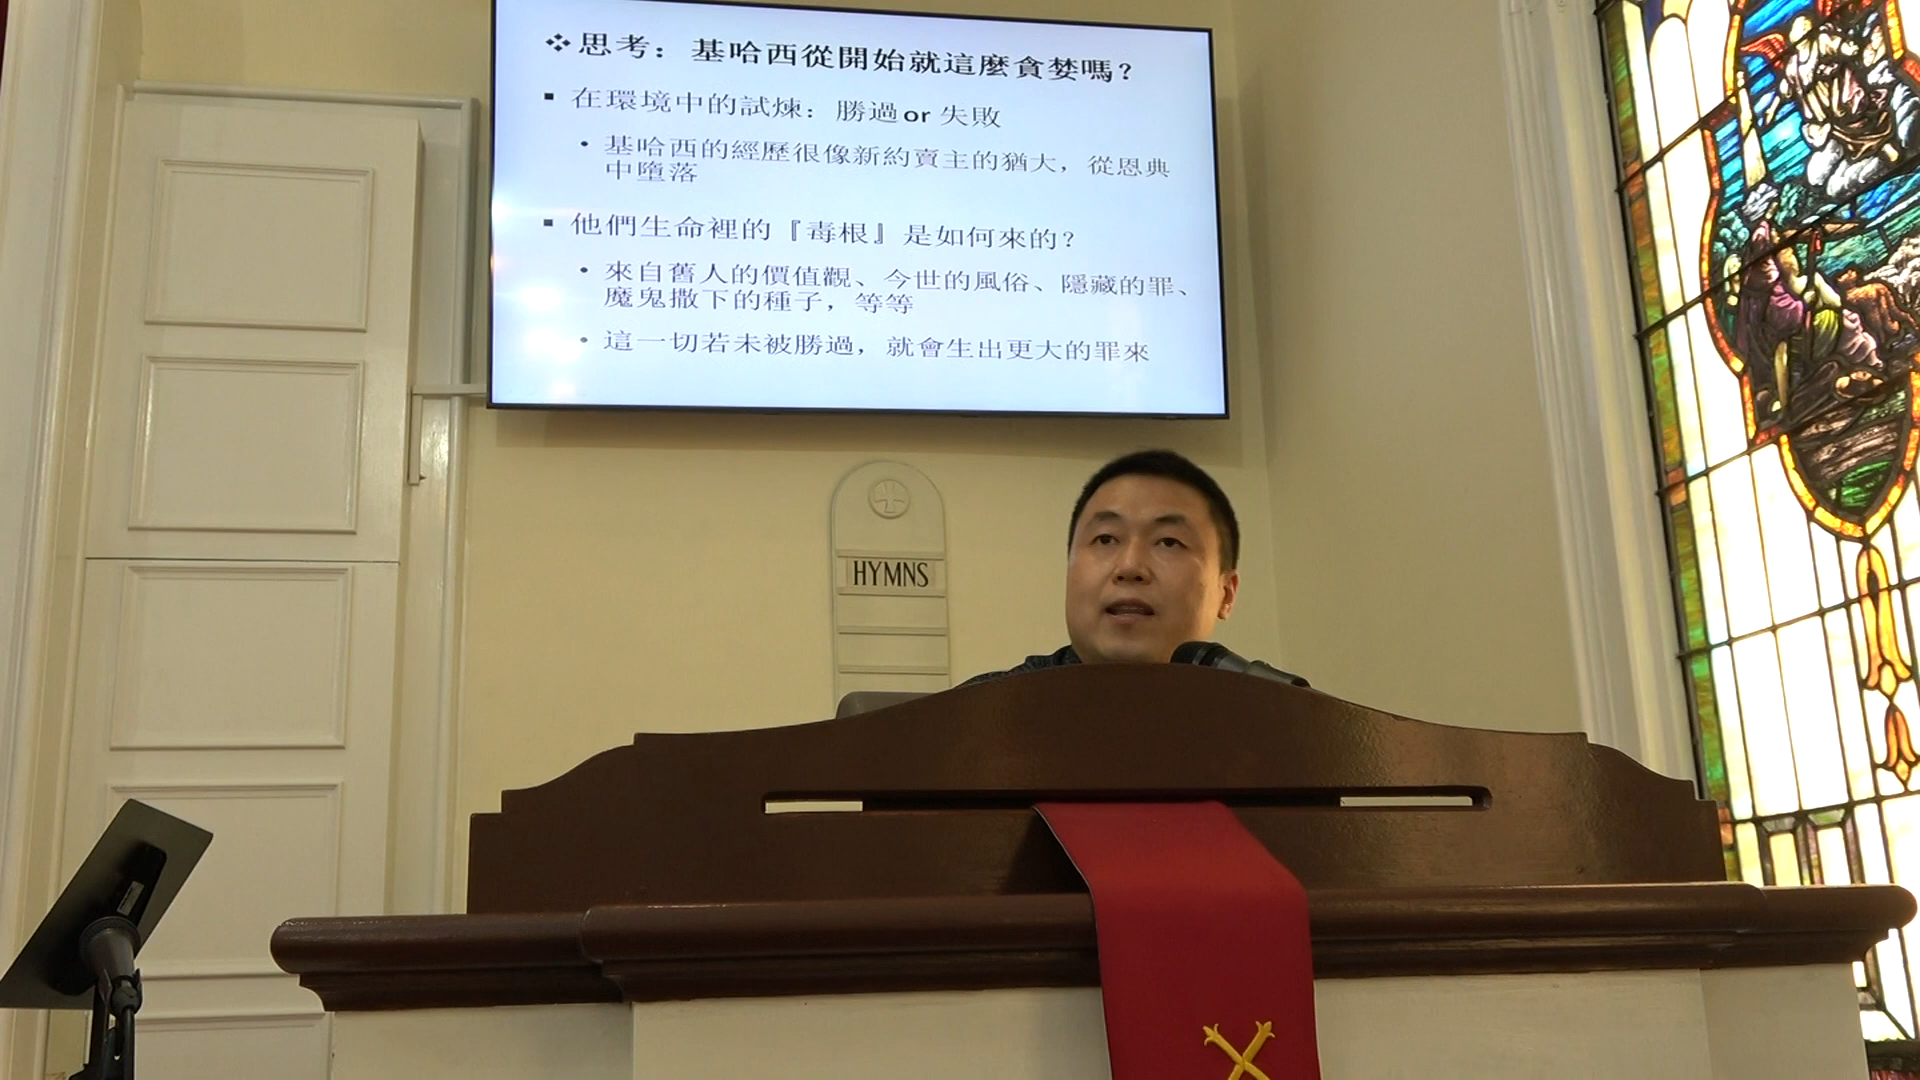 ❖思考：基哈西從開始就這麼貪婪嗎？
▪ 在環境中的試煉：勝過or 失敗
• 基哈西的經歷很像新約賣主的猶大，從恩典
中墮落
▪ 他們生命裡的『毒根』是如何來的？
• 來自舊人的價值觀、今世的風俗、隱藏的罪、
魔鬼撒下的種子，等等
• 這一切若未被勝過，就會生出更大的罪來
HYMNS